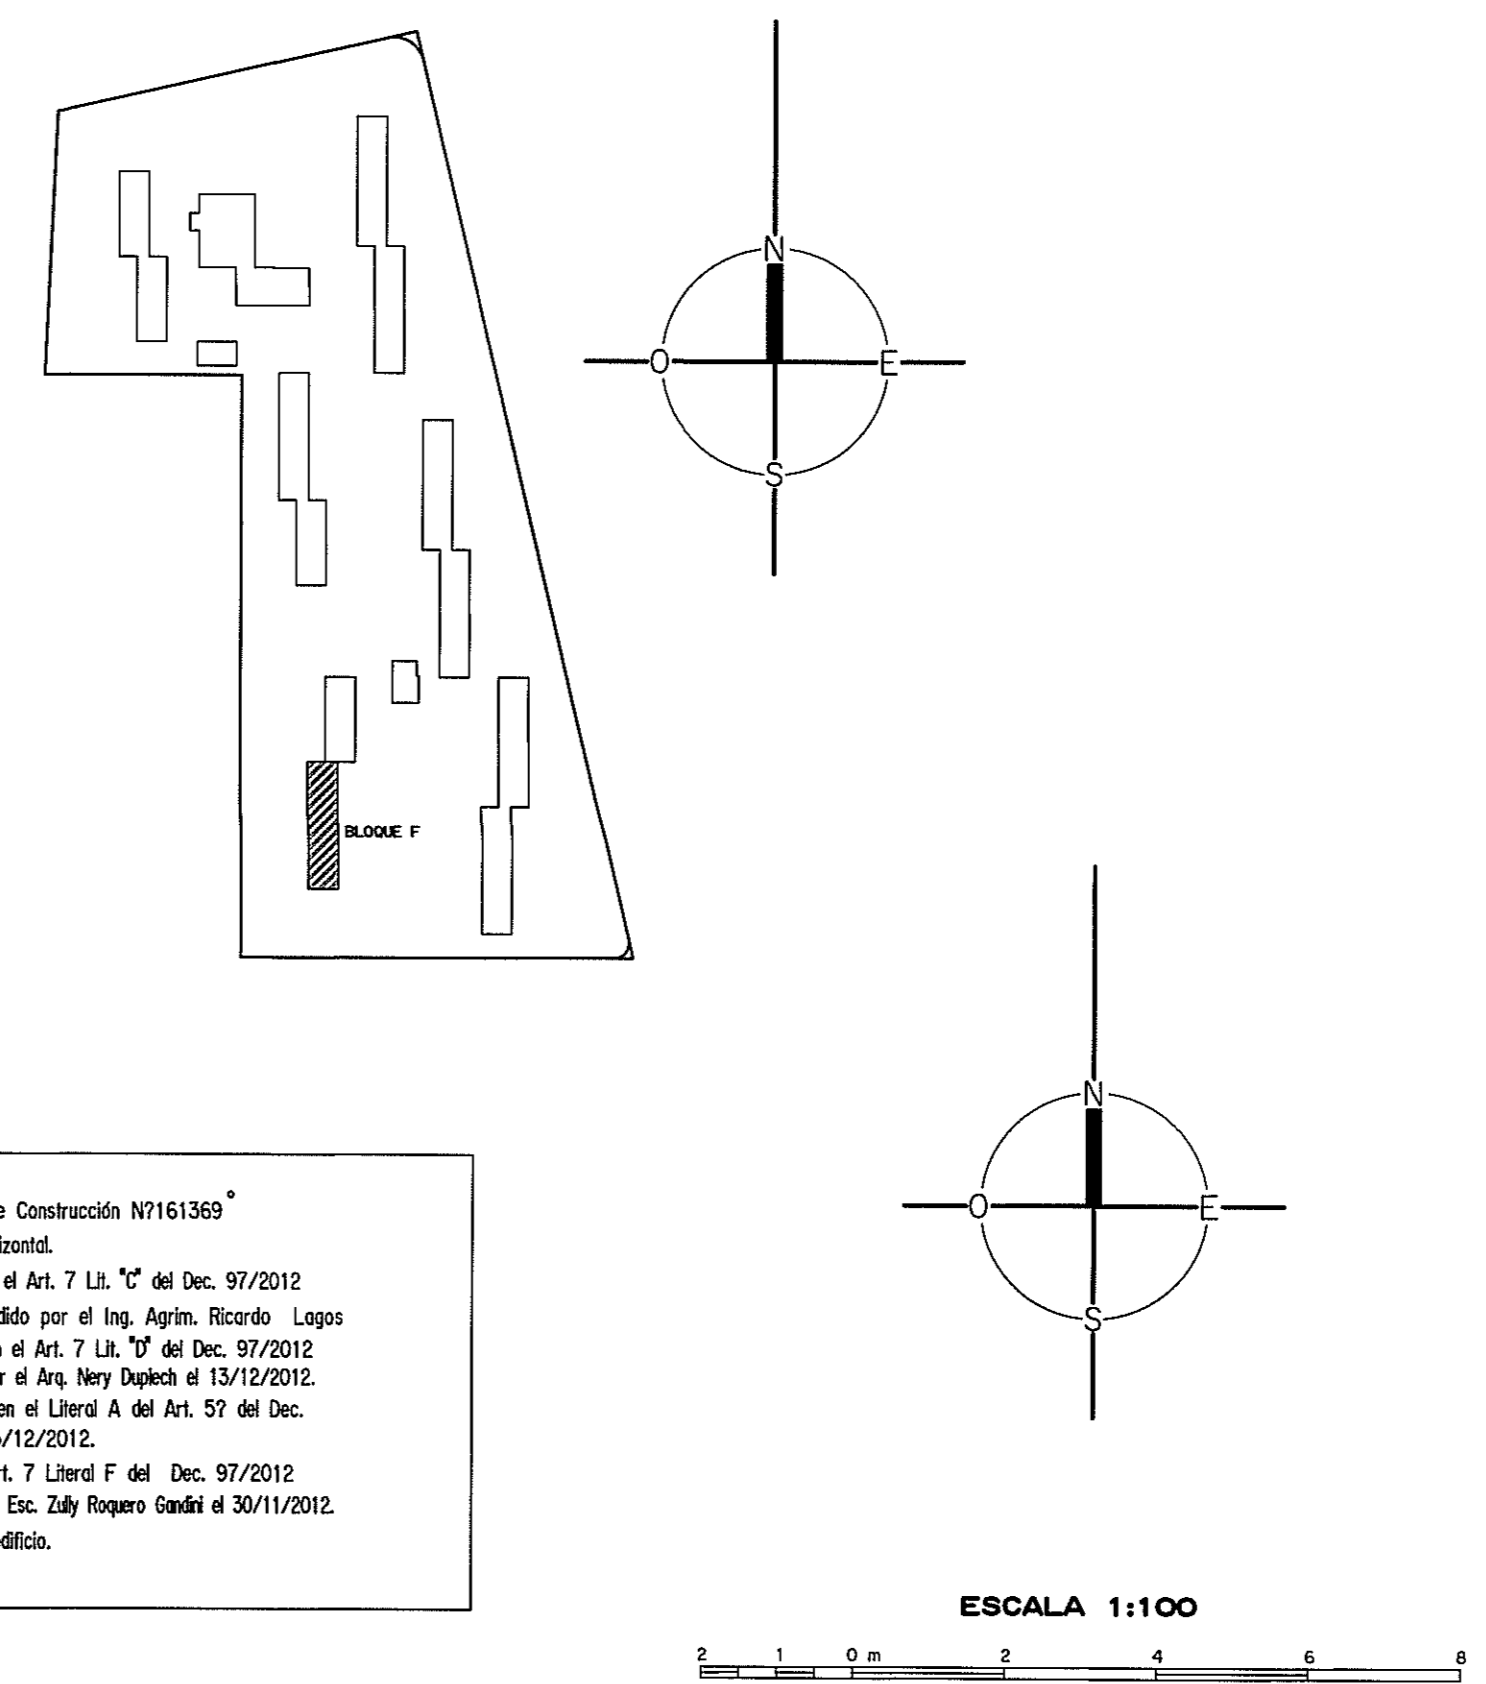 N
O E
S
BLOQUE F
N
O E
S
e Construcción N?161369°
izontal.
el Art. 7 Lit. "C" del Dec. 97/2012
dido por el Ing. Agrim. Ricardo Lagos
o el Art. 7 Lit. "D" del Dec. 97/2012
r el Arq. Nery Duplech el 13/12/2012.
en el Literal A del Art. 5? del Dec.
/12/2012.
rt. 7 Literal F del Dec. 97/2012
Esc. Zully Roquero Gandini el 30/11/2012.
edificio.
ESCALA 1:100
2 1 0 m 2 4 6 8